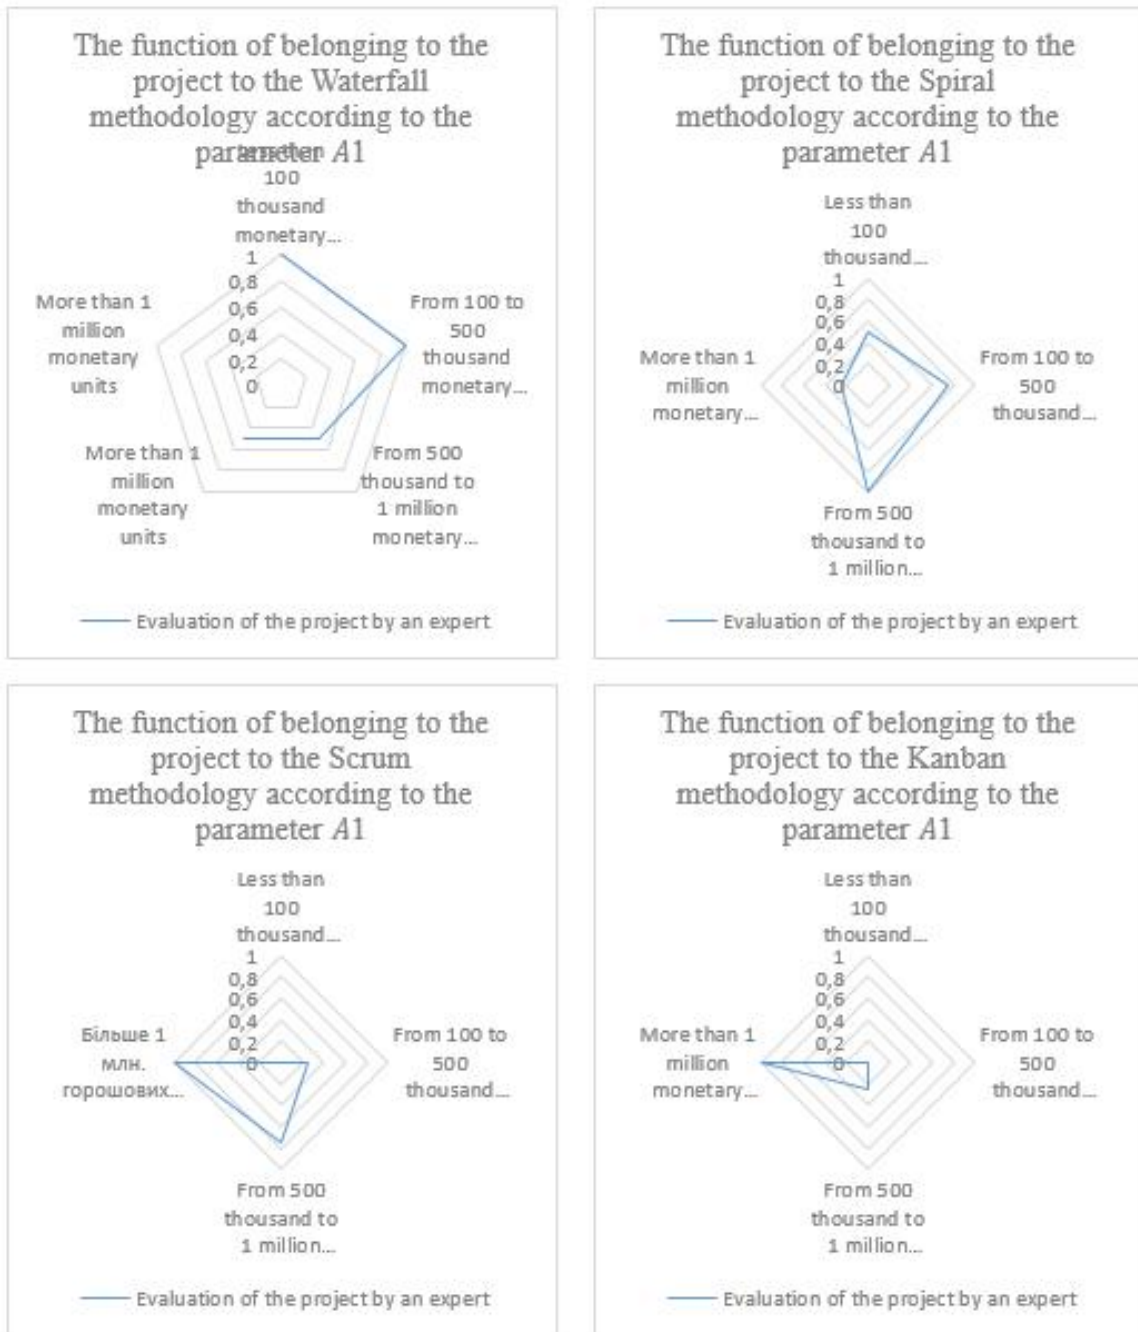 The function of belonging to the
project to the Waterfall
methodology according to the
parameter A1
Less than
100
thousand
monetary...
1
0,8
0,6
0,4
0,2
0
From 100 to
500
thousand
monetary...
From 500
thousand to
1 million
monetary...
More than 1
million
monetary
units
More than 1
million
monetary
units
Evaluation of the project by an expert
The function of belonging to the
project to the Spiral
methodology according to the
parameter A1
Less than
100
thousand...
1
0,8
0,6
0,4
0,2
0
From 100 to
500
thousand...
From 500
thousand to
1 million...
More than 1
million
monetary...
Evaluation of the project by an expert
The function of belonging to the
project to the Scrum
methodology according to the
parameter A1
Less than
100
thousand...
1
0,8
0,6
0,4
0,2
0
From 100 to
500
thousand...
From 500
thousand to
1 million...
Більше 1
млн.
горошових...
Evaluation of the project by an expert
The function of belonging to the
project to the Kanban
methodology according to the
parameter A1
Less than
100
thousand...
1
0,8
0,6
0,4
0,2
0
From 100 to
500
thousand...
From 500
thousand to
1 million...
More than 1
million
monetary...
Evaluation of the project by an expert